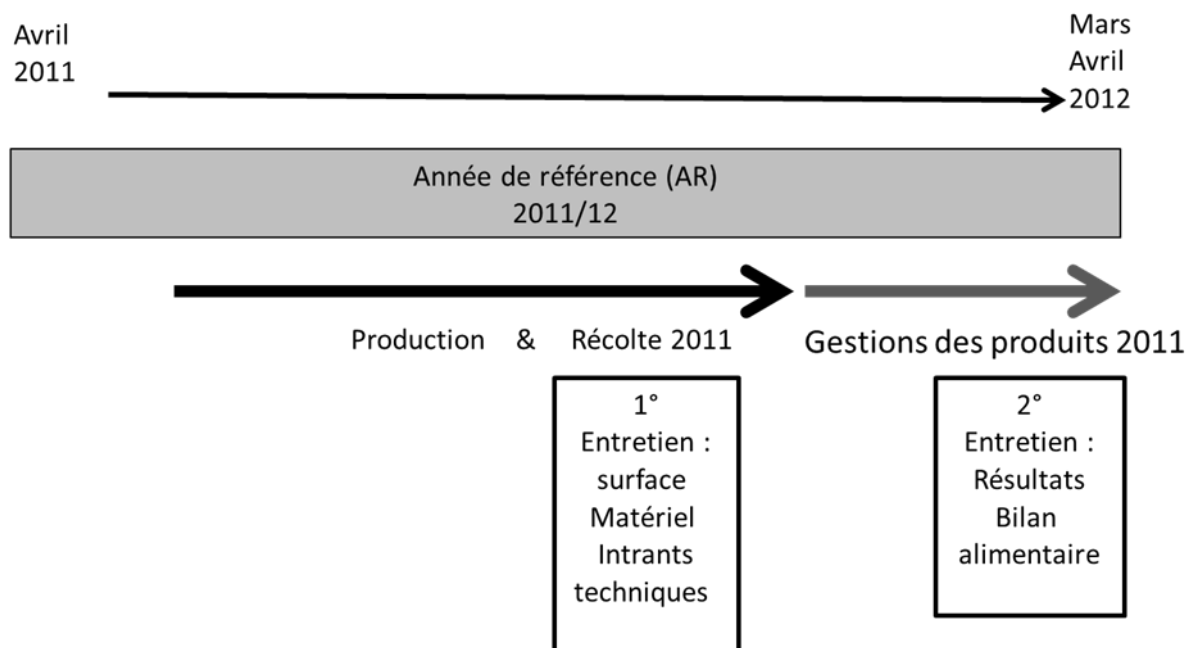 Avril
2011
Mars
Avril
2012
Année de référence (AR)
2011/12
Production & Récolte 2011
Gestions des produits 2011
1°
Entretien :
surface
Matériel
Intrants
techniques
2°
Entretien :
Résultats
Bilan
alimentaire